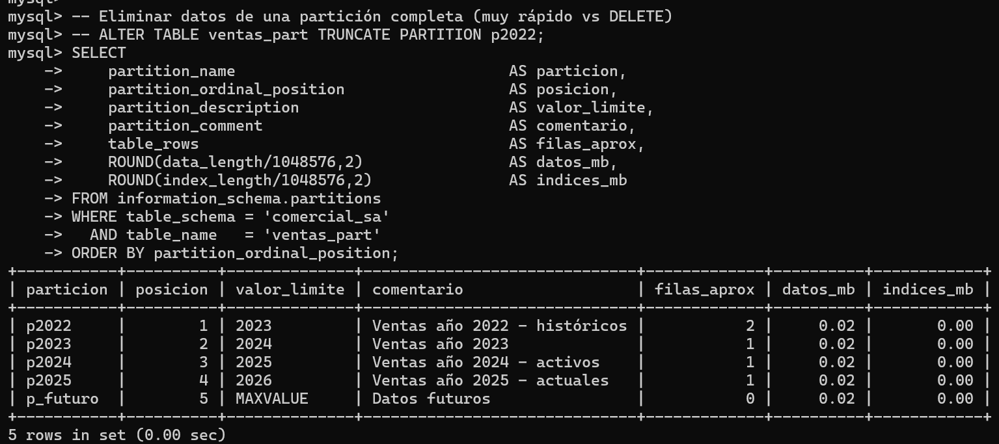 mysql>
mysql> -- Eliminar datos de una partición completa (muy rápido vs DELETE)
mysql> -- ALTER TABLE ventas_part TRUNCATE PARTITION p2022;
mysql> SELECT
    ->     partition_name                              AS particion,
    ->     partition_ordinal_position                  AS posicion,
    ->     partition_description                       AS valor_limite,
    ->     partition_comment                           AS comentario,
    ->     table_rows                                  AS filas_aprox,
    ->     ROUND(data_length/1048576,2)                AS datos_mb,
    ->     ROUND(index_length/1048576,2)               AS indices_mb
    -> FROM information_schema.partitions
    -> WHERE table_schema = 'comercial_sa'
    ->   AND table_name   = 'ventas_part'
    -> ORDER BY partition_ordinal_position;
+-----------+----------+--------------+------------------------------+-------------+----------+------------+
| particion | posicion | valor_limite | comentario                   | filas_aprox | datos_mb | indices_mb |
+-----------+----------+--------------+------------------------------+-------------+----------+------------+
| p2022     |        1 | 2023         | Ventas año 2022 - históricos |           2 |     0.02 |       0.00 |
| p2023     |        2 | 2024         | Ventas año 2023              |           1 |     0.02 |       0.00 |
| p2024     |        3 | 2025         | Ventas año 2024 - activos    |           1 |     0.02 |       0.00 |
| p2025     |        4 | 2026         | Ventas año 2025 - actuales   |           1 |     0.02 |       0.00 |
| p_futuro  |        5 | MAXVALUE     | Datos futuros                |           0 |     0.02 |       0.00 |
+-----------+----------+--------------+------------------------------+-------------+----------+------------+
5 rows in set (0.00 sec)